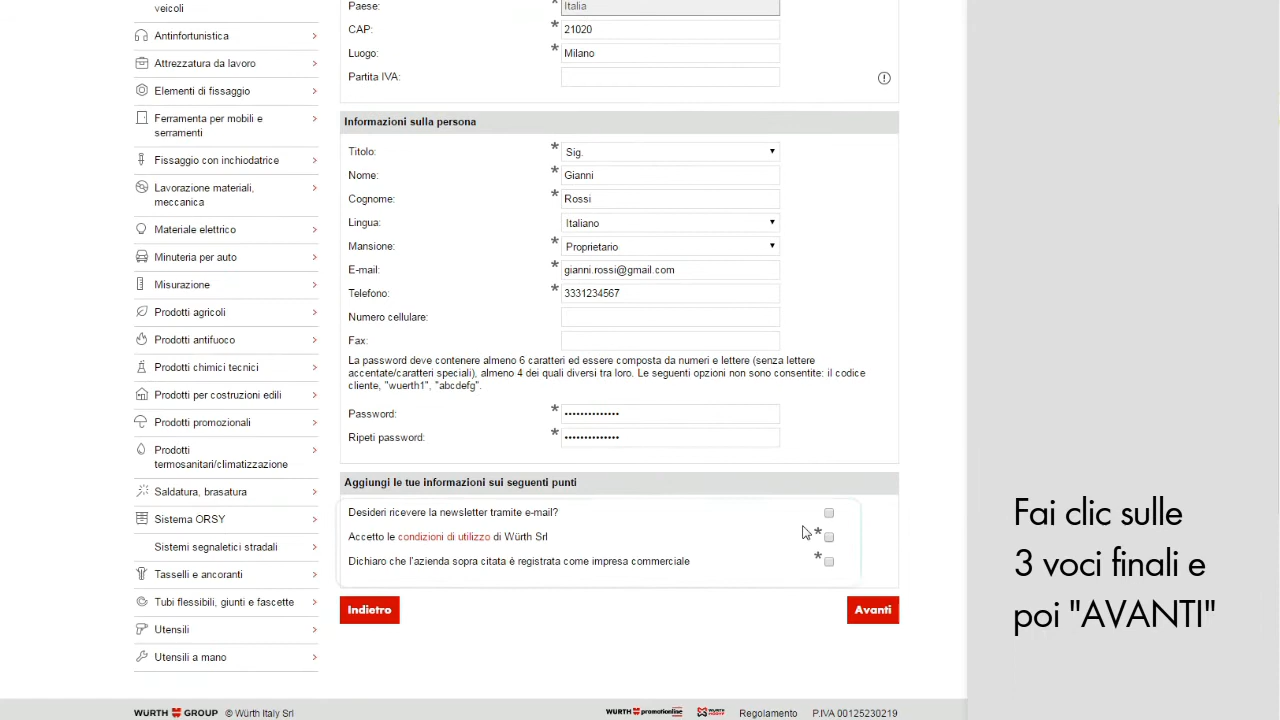 veicoli
Antinfortunistica
Attrezzatura da lavoro
Elementi di fissaggio
Ferramenta per mobili e
serramenti
Fissaggio con inchiodatrice
Lavorazione materiali,
meccanica
Materiale elettrico
Minuteria per auto
Misurazione
Prodotti agricoli
Prodotti antifuoco
Prodotti chimici tecnici
Prodotti per costruzioni edili
Prodotti promozionali
Prodotti
termosanitari/climatizzazione
Saldatura, brasatura
Sistema ORSY
Sistemi segnaletici stradali
Tasselli e ancoranti
Tubi flessibili, giunti e fascette
Utensili
Utensili a mano
Paese: * Italia
CAP: * 21020
Luogo: * Milano
Partita IVA:
Informazioni sulla persona
Titolo: * Sig.
Nome: * Gianni
Cognome: * Rossi
Lingua: Italiano
Mansione: * Proprietario
E-mail: * gianni.rossi@gmail.com
Telefono: * 3331234567
Numero cellulare:
Fax:
La password deve contenere almeno 6 caratteri ed essere composta da numeri e lettere (senza lettere
accentate/caratteri speciali), almeno 4 dei quali diversi tra loro. Le seguenti opzioni non sono consentite: il codice
cliente, "wuerth1", "abcdefg".
Password: * ••••••••••••••
Ripeti password: * ••••••••••••••
Aggiungi le tue informazioni sui seguenti punti
Desideri ricevere la newsletter tramite e-mail?
Accetto le condizioni di utilizzo di Würth Srl *
Dichiaro che l'azienda sopra citata è registrata come impresa commerciale *
Indietro
Avanti
Fai clic sulle
3 voci finali e
poi "AVANTI"
WURTH GROUP © Würth Italy Srl
WURTH promotionline
Regolamento
P.IVA 00125230219